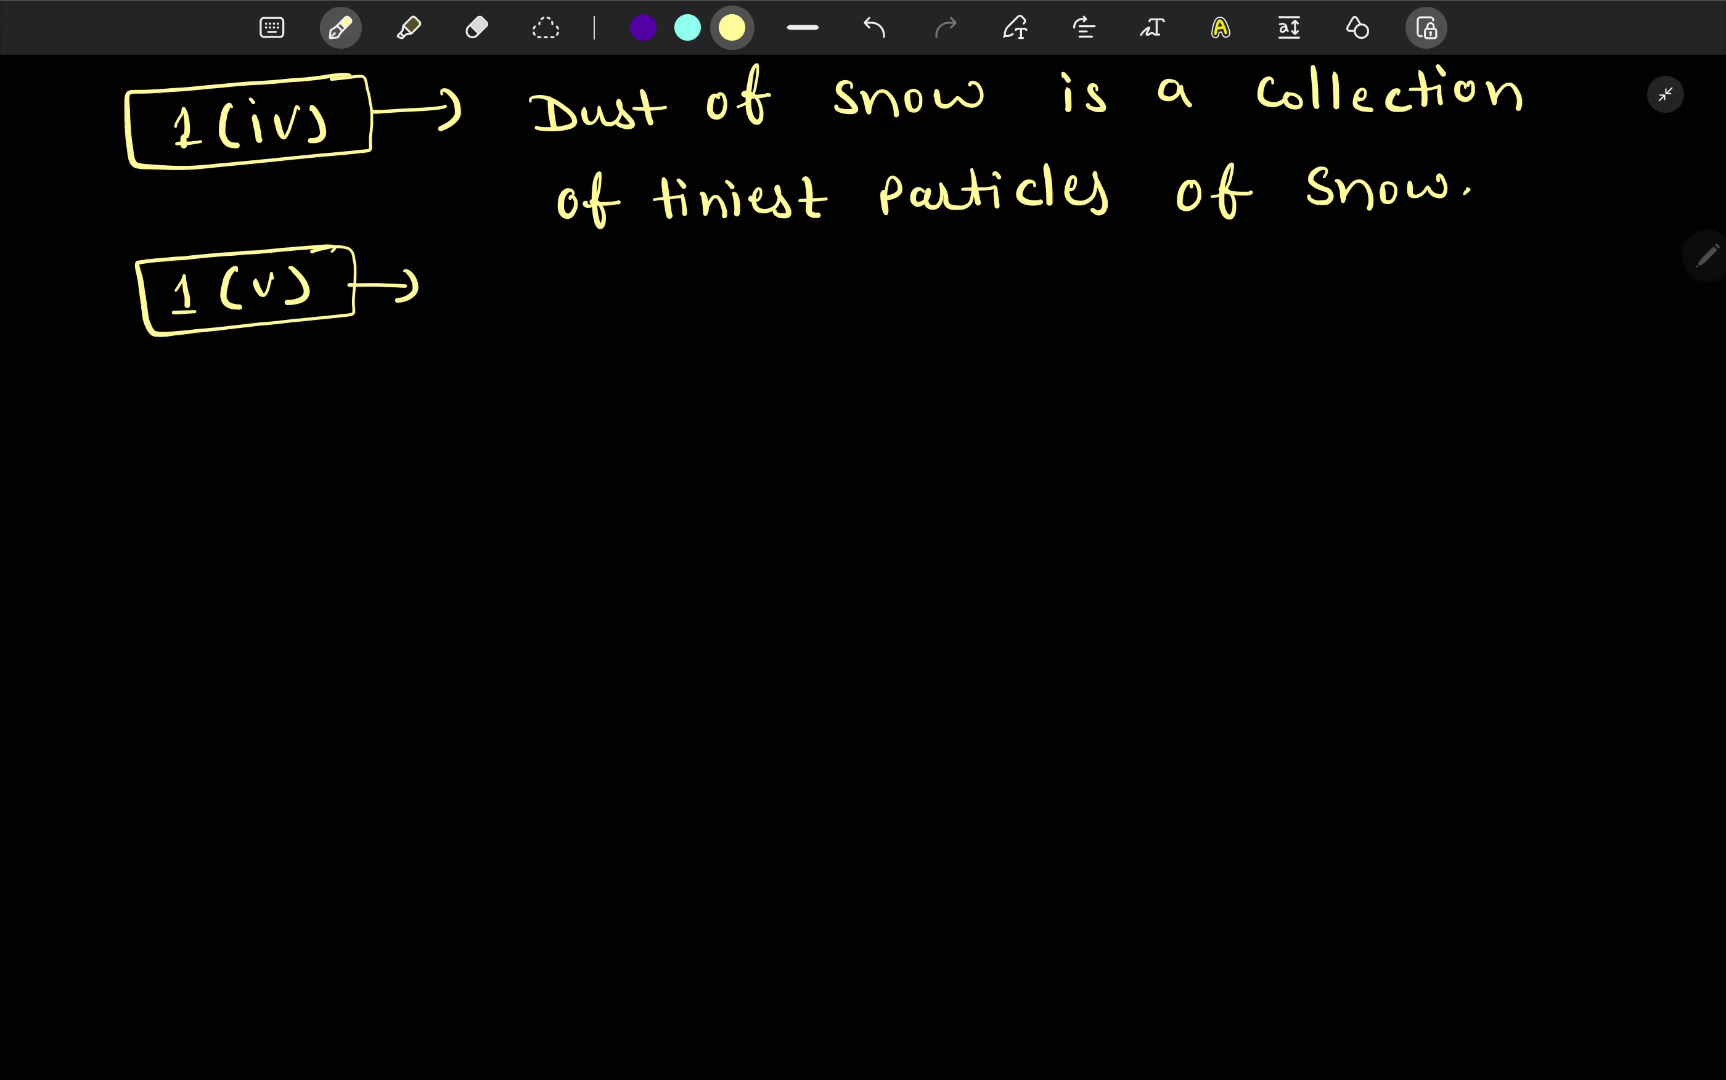 1 (iv) → Dust of snow is a collection
of tiniest particles of snow.
1 (v) →